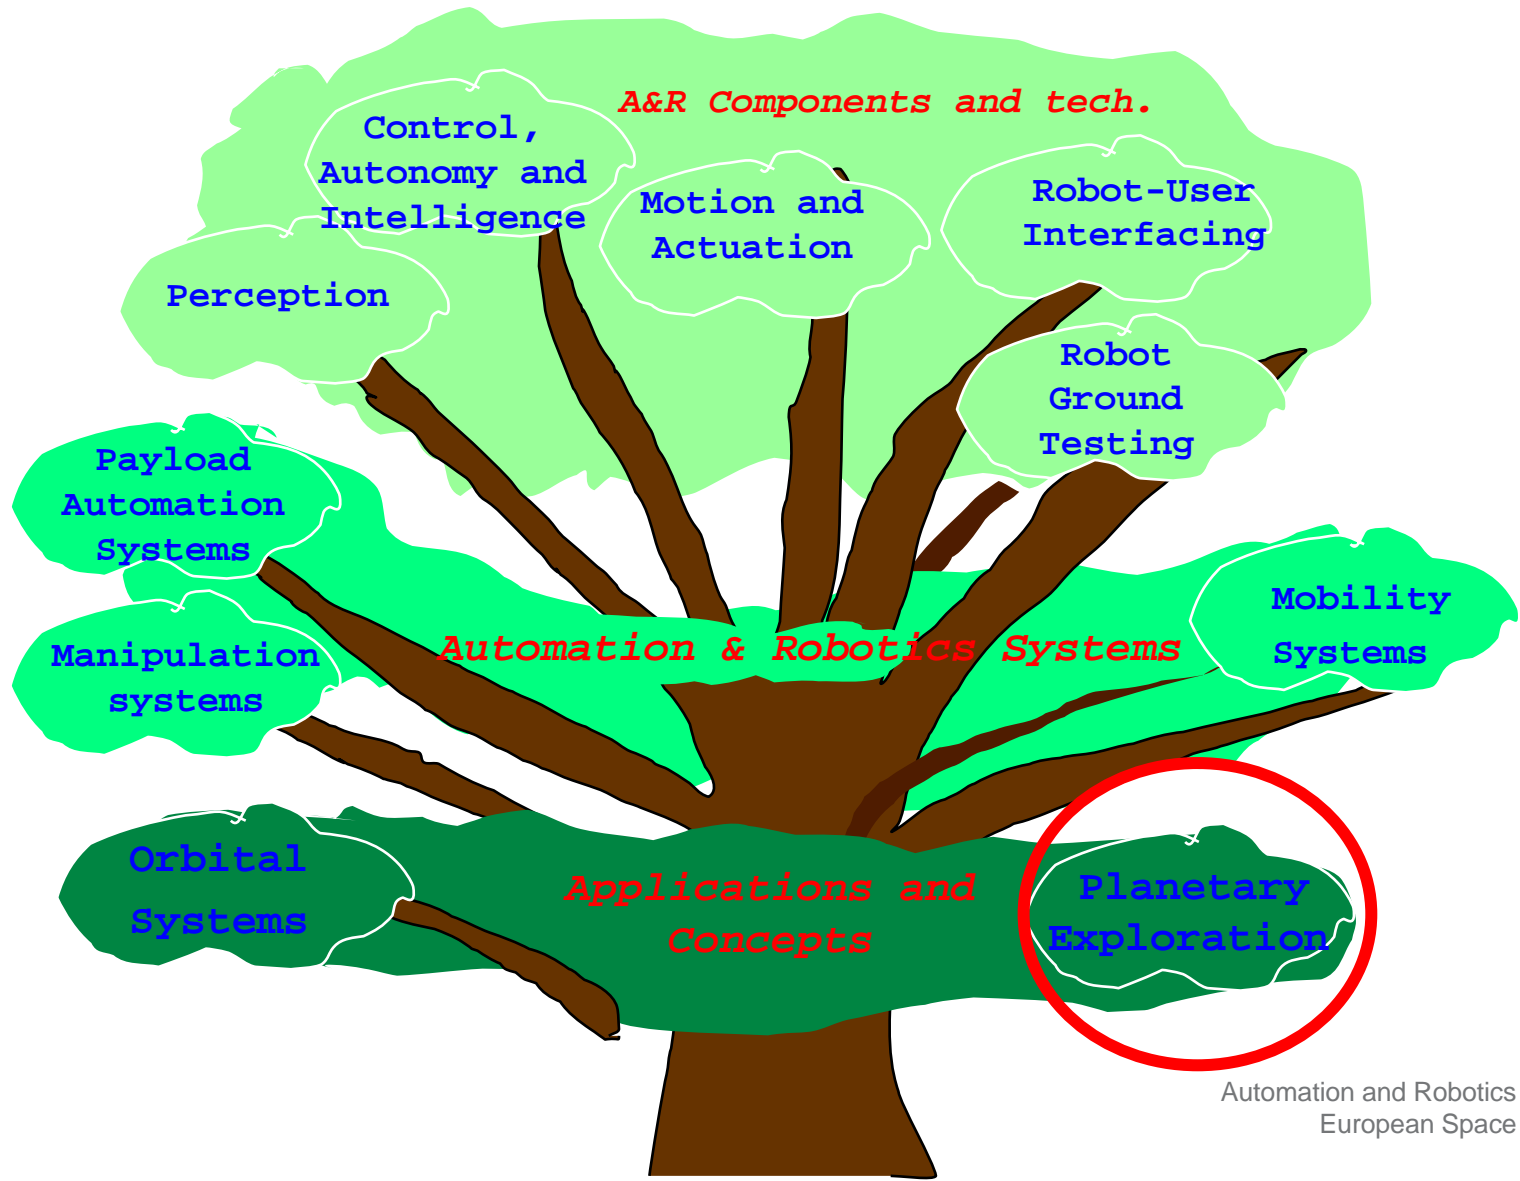 A&R Components and tech.
Control,
Autonomy and
Intelligence
Motion and
Actuation
Robot-User
Interfacing
Perception
Robot
Ground
Testing
Payload
Automation
Systems
Automation & Robotics Systems
Mobility
Systems
Manipulation
systems
Orbital
Systems
Applications and
Concepts
Planetary
Exploration
Automation and Robotics
European Space